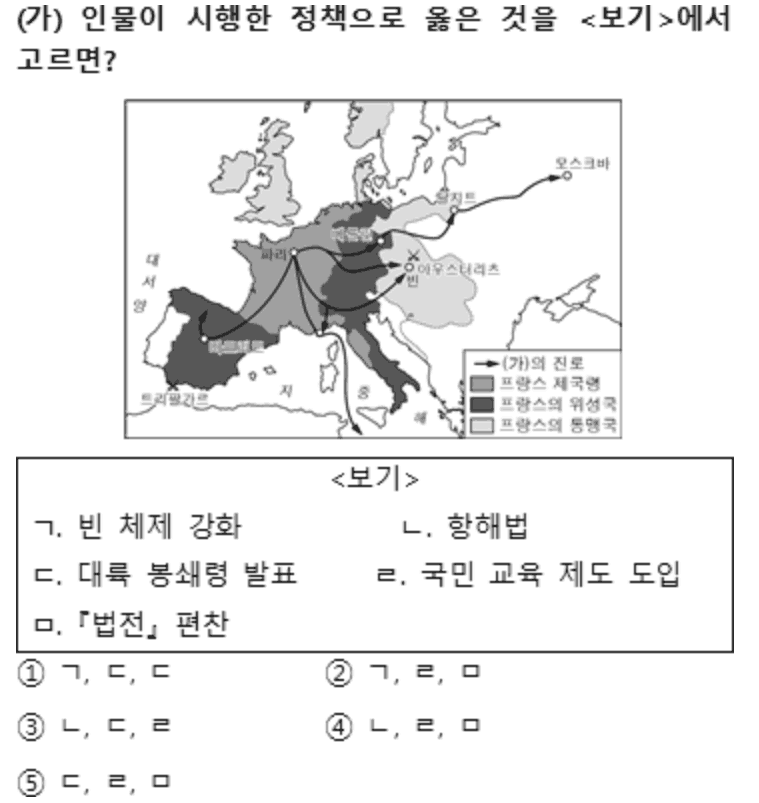 (가) 인물이 시행한 정책으로 옳은 것을 <보기>에서
고르면?
모스크바
틸지트
파리
아우스터리츠
빈
대서양
트라팔가르
지중해
(가)의 진로
프랑스 제국령
프랑스의 위성국
프랑스의 동맹국
<보기>
ㄱ. 빈 체제 강화 ㄴ. 항해법
ㄷ. 대륙 봉쇄령 발표 ㄹ. 국민 교육 제도 도입
ㅁ. 『법전』 편찬
① ㄱ, ㄷ, ㄷ ② ㄱ, ㄹ, ㅁ
③ ㄴ, ㄷ, ㄹ ④ ㄴ, ㄹ, ㅁ
⑤ ㄷ, ㄹ, ㅁ